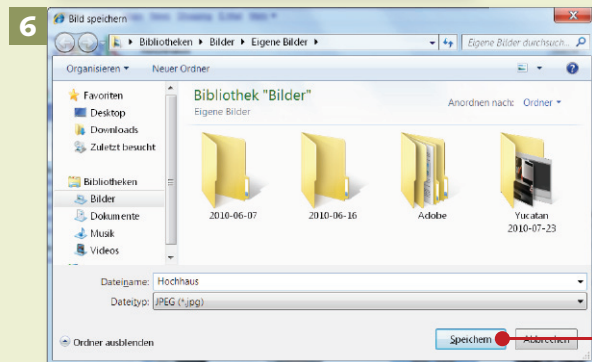 6
Bild speichern
Bibliotheken Bilder Eigene Bilder
Eigene Bilder durchsuch...
Organisieren Neuer Ordner
Favoriten
Desktop
Downloads
Zuletzt besucht
Bibliotheken
Bilder
Dokumente
Musik
Videos
Bibliothek "Bilder"
Eigene Bilder
Anordnen nach: Ordner
2010-06-07
2010-06-16
Adobe
Yucatan
2010-07-23
Dateiname: Hochhaus
Dateityp: JPEG (*.jpg)
Ordner ausblenden
Speichern
Abbrechen